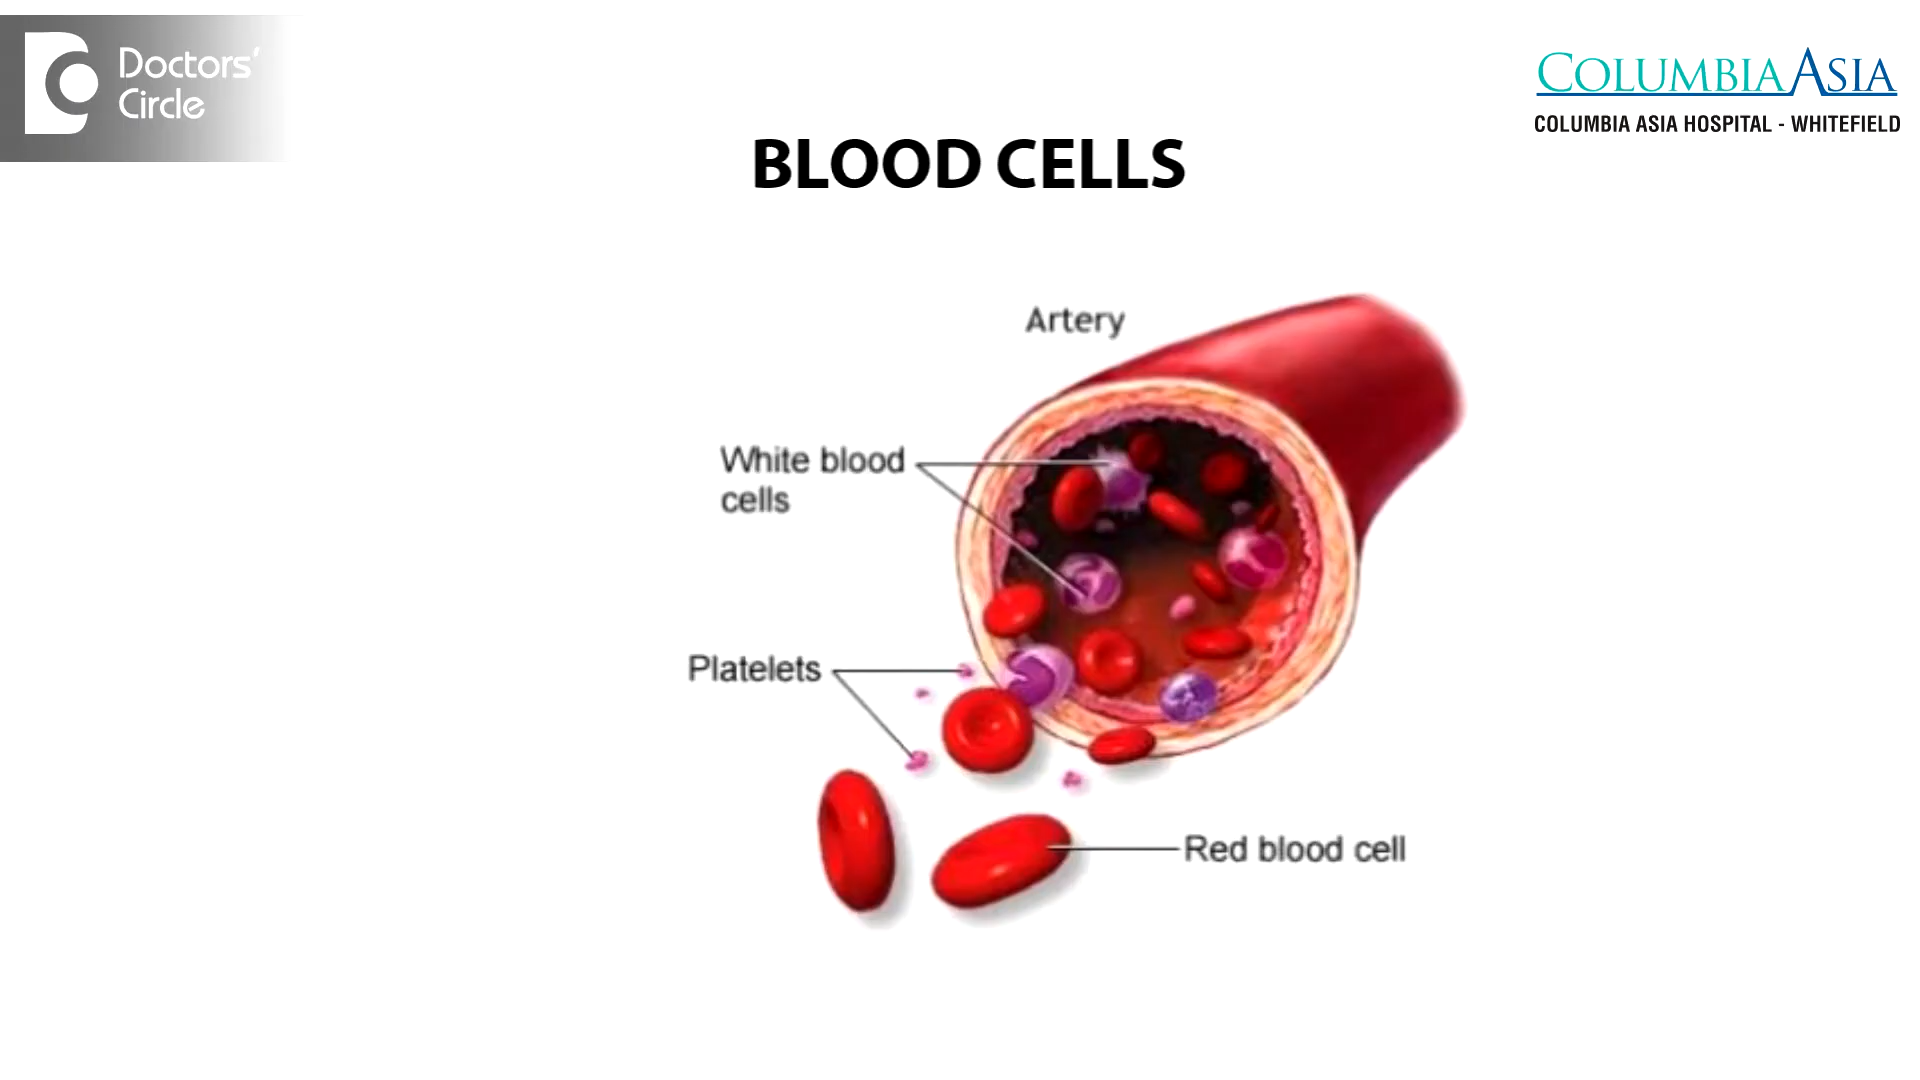 Doctors'
Circle
COLUMBIA ASIA
COLUMBIA ASIA HOSPITAL - WHITEFIELD
BLOOD CELLS
Artery
White blood
cells
Platelets
Red blood cell